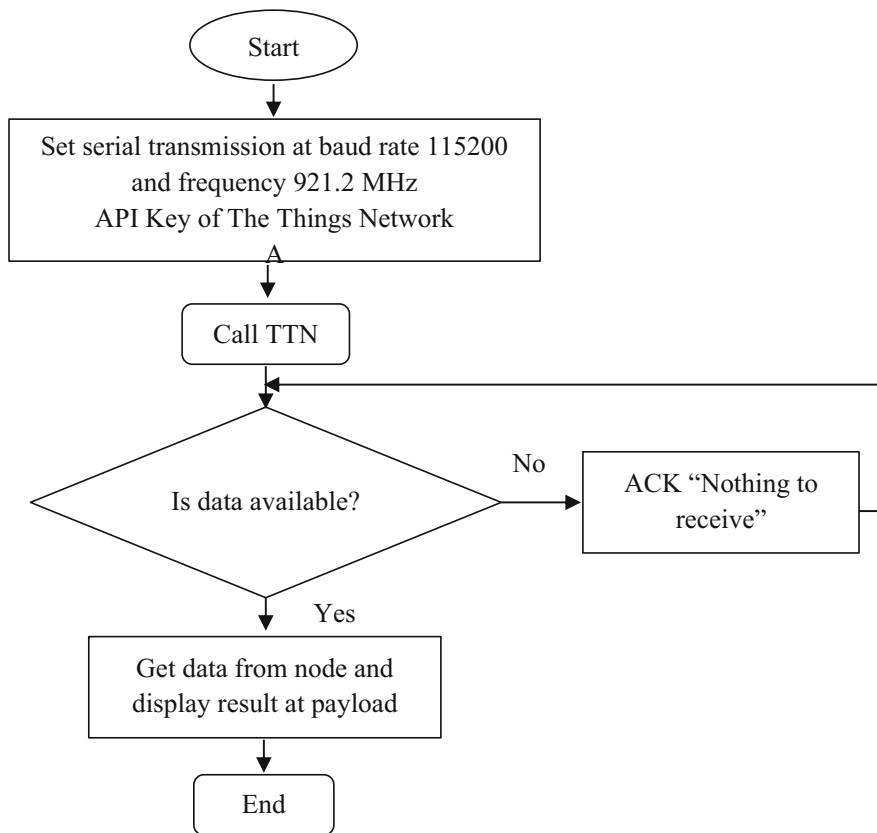 Start
Set serial transmission at baud rate 115200
and frequency 921.2 MHz
API Key of The Things Network
A
Call TTN
Is data available?
No
ACK “Nothing to
receive”
Yes
Get data from node and
display result at payload
End